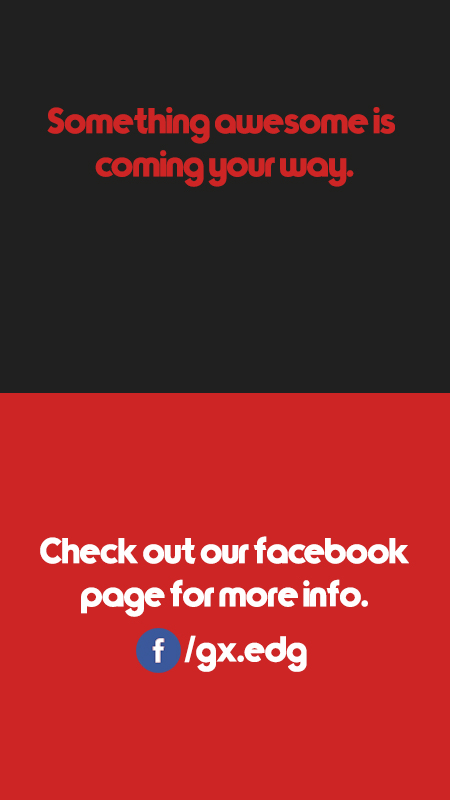 Something awesome is
coming your way.
Check out our facebook
page for more info.
f /gx.edg